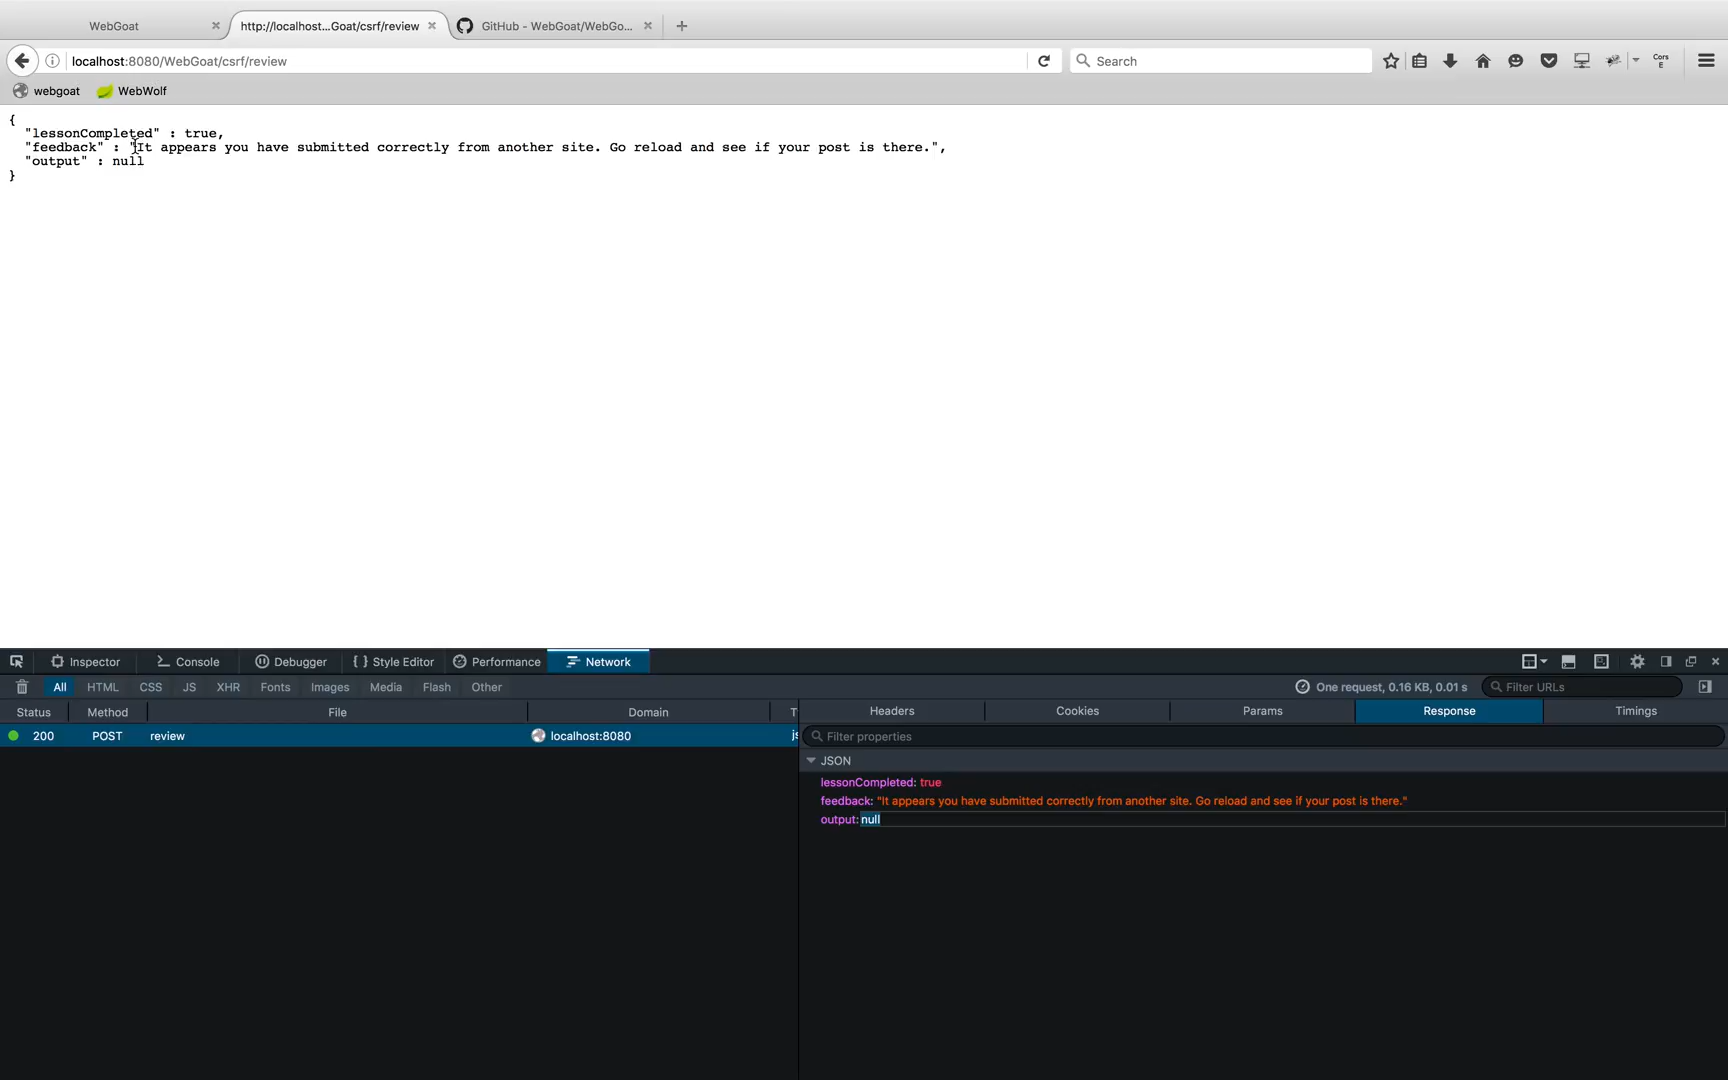 WebGoat
http://localhost...Goat/csrf/review
GitHub - WebGoat/WebGo...
localhost:8080/WebGoat/csrf/review
Search
Cors
E
webgoat
WebWolf
{
"lessonCompleted" : true,
"feedback" : "It appears you have submitted correctly from another site. Go reload and see if your post is there.",
"output" : null
}
Inspector
Console
Debugger
{ } Style Editor
Performance
Network
All
HTML
CSS
JS
XHR
Fonts
Images
Media
Flash
Other
One request, 0.16 KB, 0.01 s
Filter URLs
Status
Method
File
Domain
T
Headers
Cookies
Params
Response
Timings
200
POST
review
localhost:8080
js
Filter properties
JSON
lessonCompleted: true
feedback: "It appears you have submitted correctly from another site. Go reload and see if your post is there."
output: null